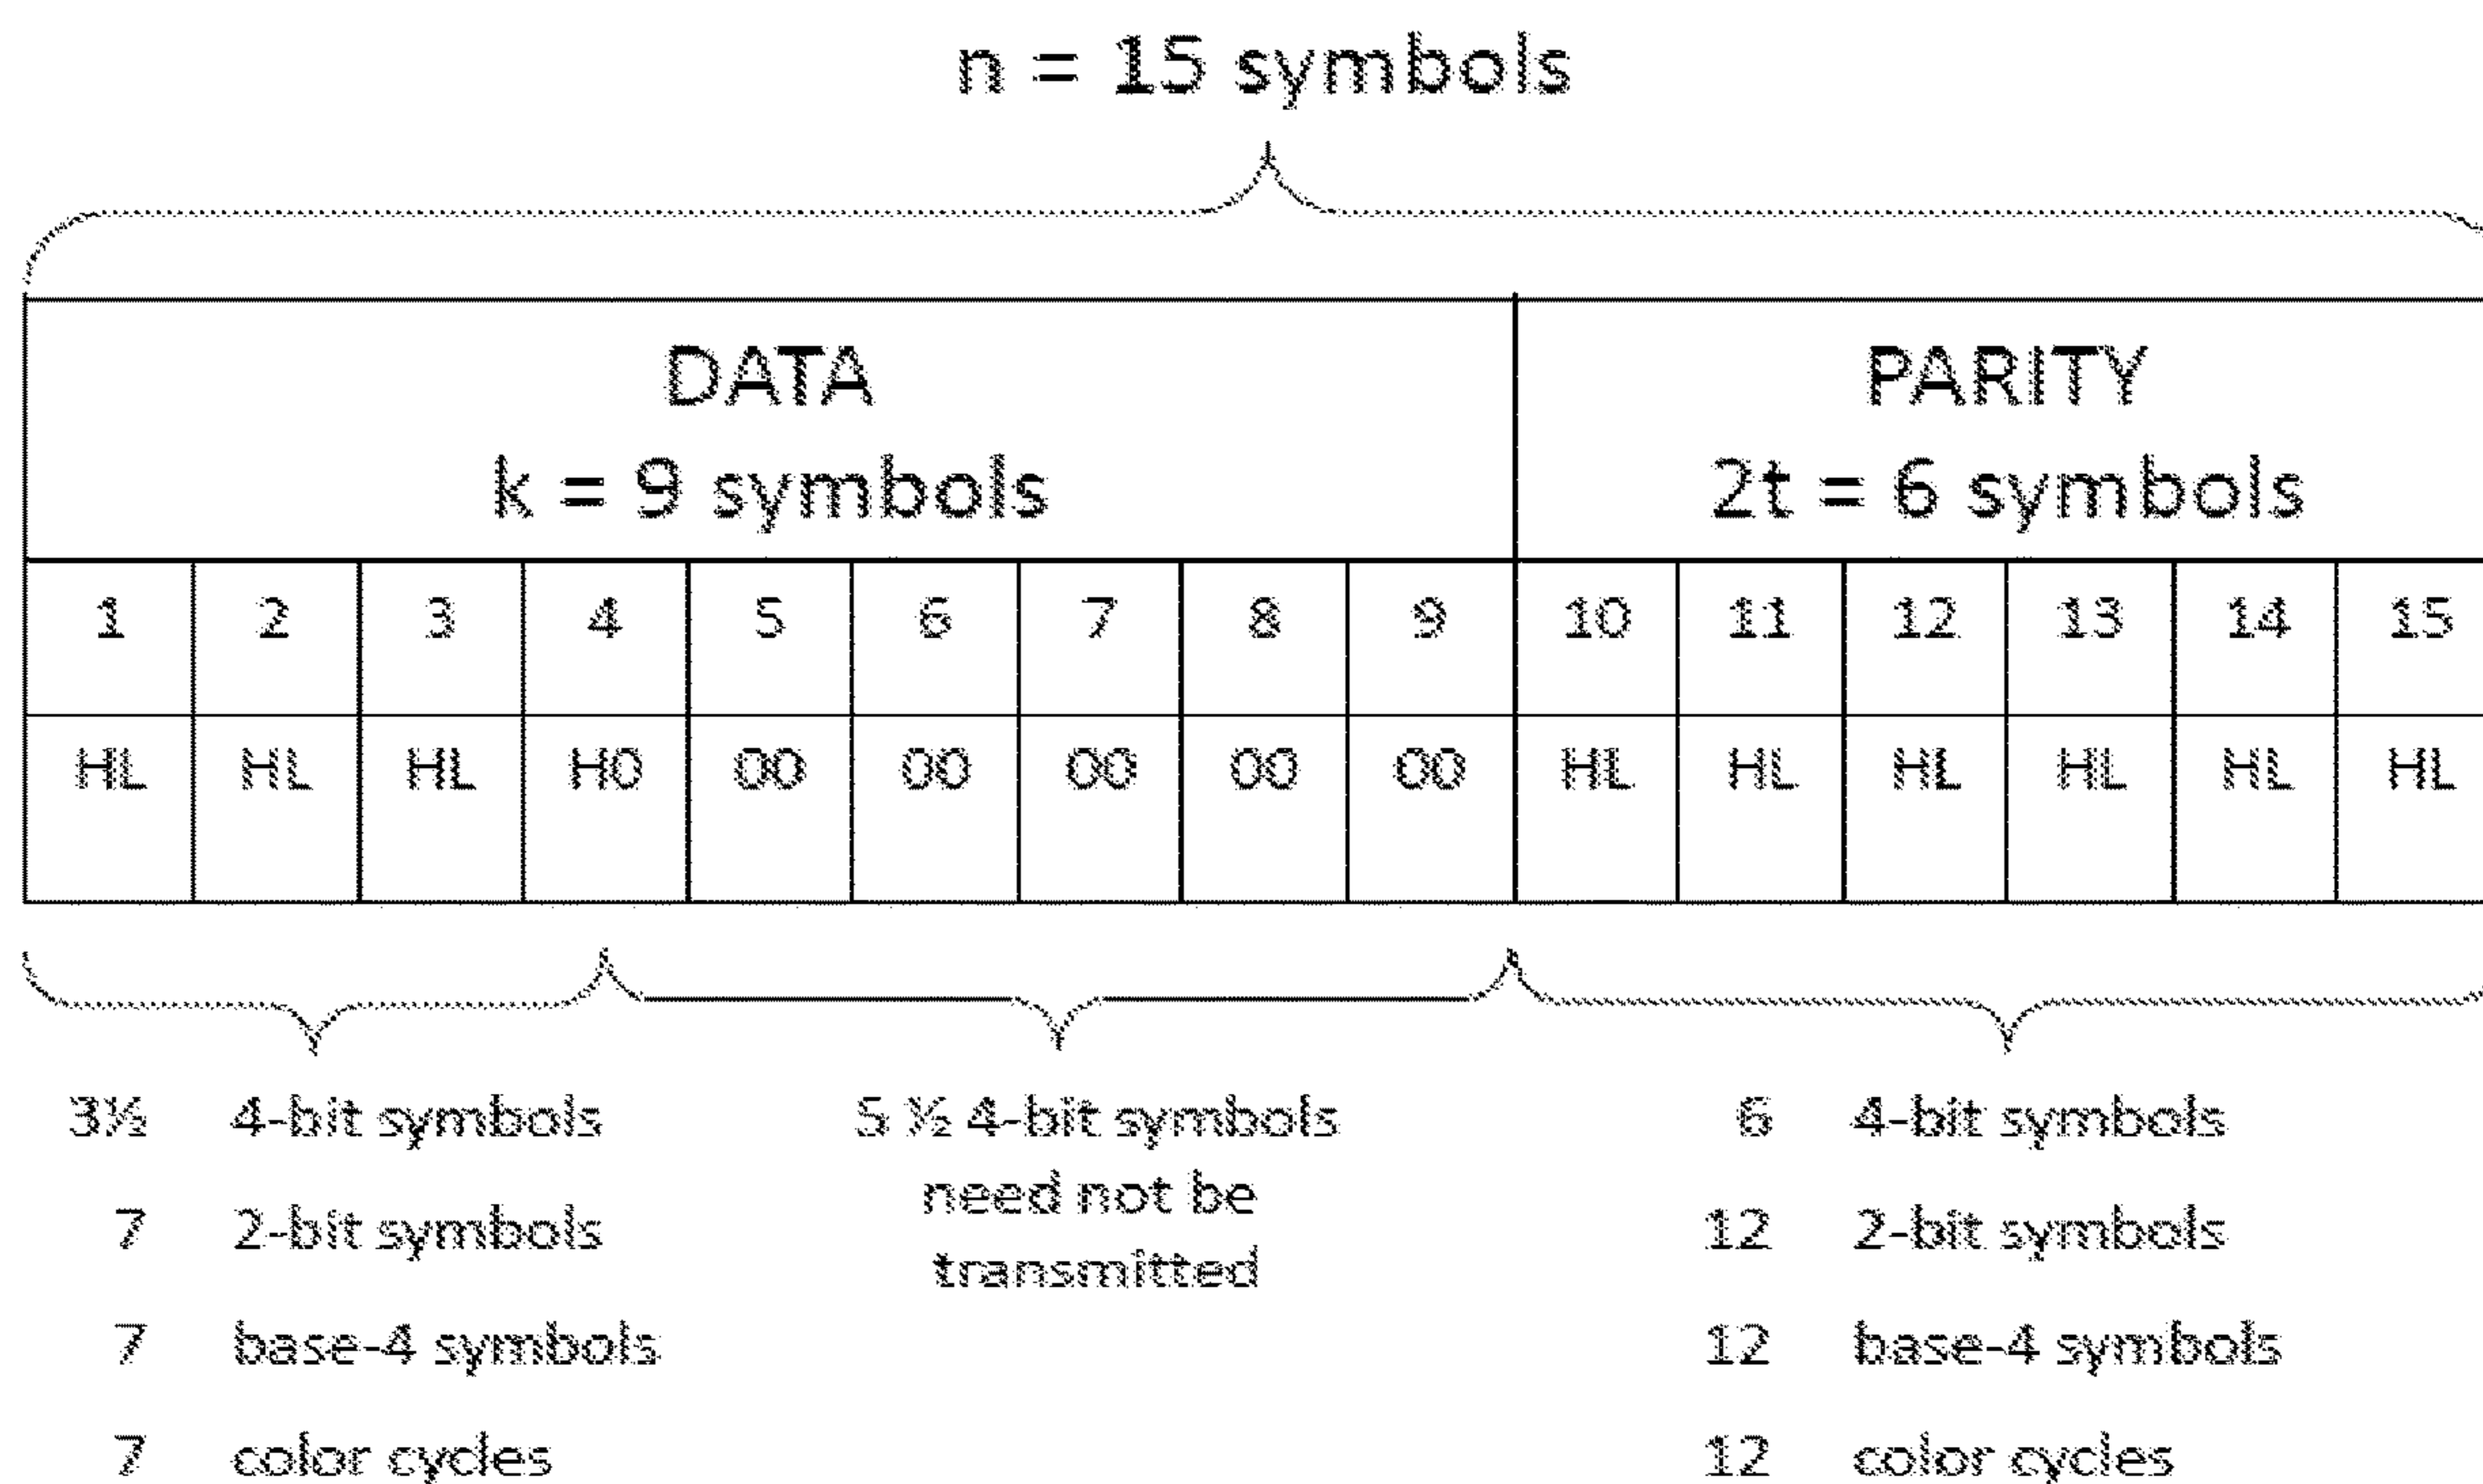 n = 15 symbols
DATA PARITY
k = 9 symbols 2t = 6 symbols
1 2 3 4 5 6 7 8 9 10 11 12 13 14 15
HL HL HL H0 00 00 00 00 00 HL HL HL HL HL HL
3½ 4-bit symbols 5 ½ 4-bit symbols 6 4-bit symbols
need not be
7 2-bit symbols 12 2-bit symbols
transmitted
7 base-4 symbols 12 base-4 symbols
7 color cycles 12 color cycles